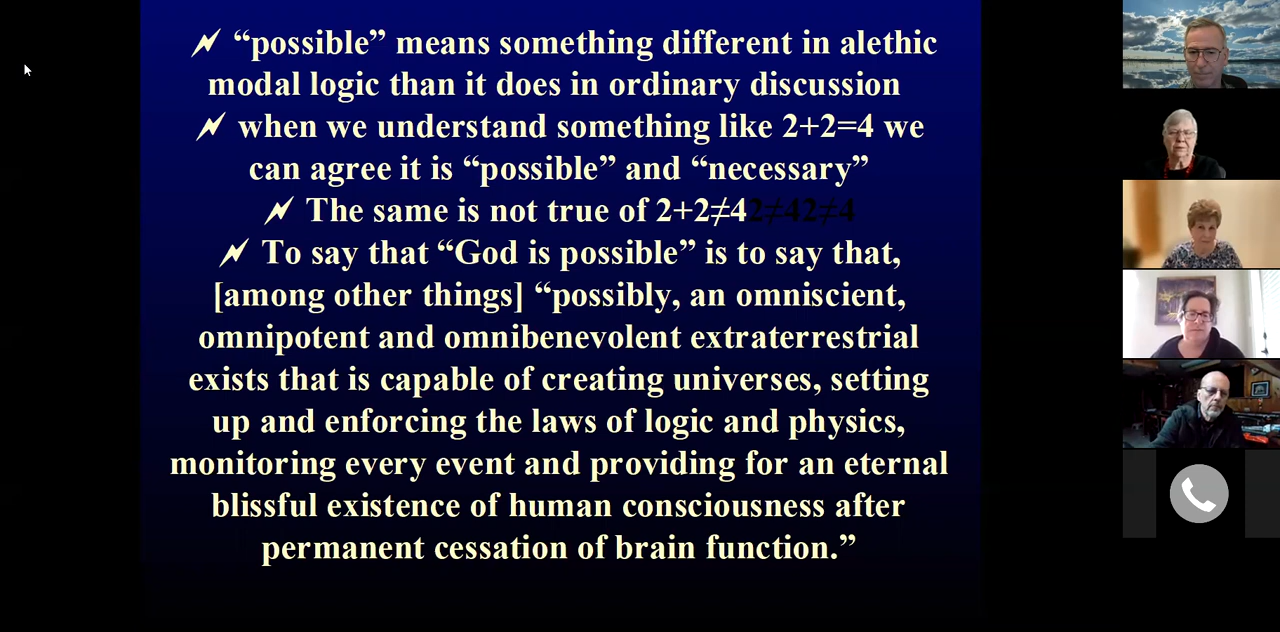 “possible” means something different in alethic
modal logic than it does in ordinary discussion
when we understand something like 2+2=4 we
can agree it is “possible” and “necessary”
The same is not true of 2+2≠42≠42≠4
To say that “God is possible” is to say that,
[among other things] “possibly, an omniscient,
omnipotent and omnibenevolent extraterrestrial
exists that is capable of creating universes, setting
up and enforcing the laws of logic and physics,
monitoring every event and providing for an eternal
blissful existence of human consciousness after
permanent cessation of brain function.”